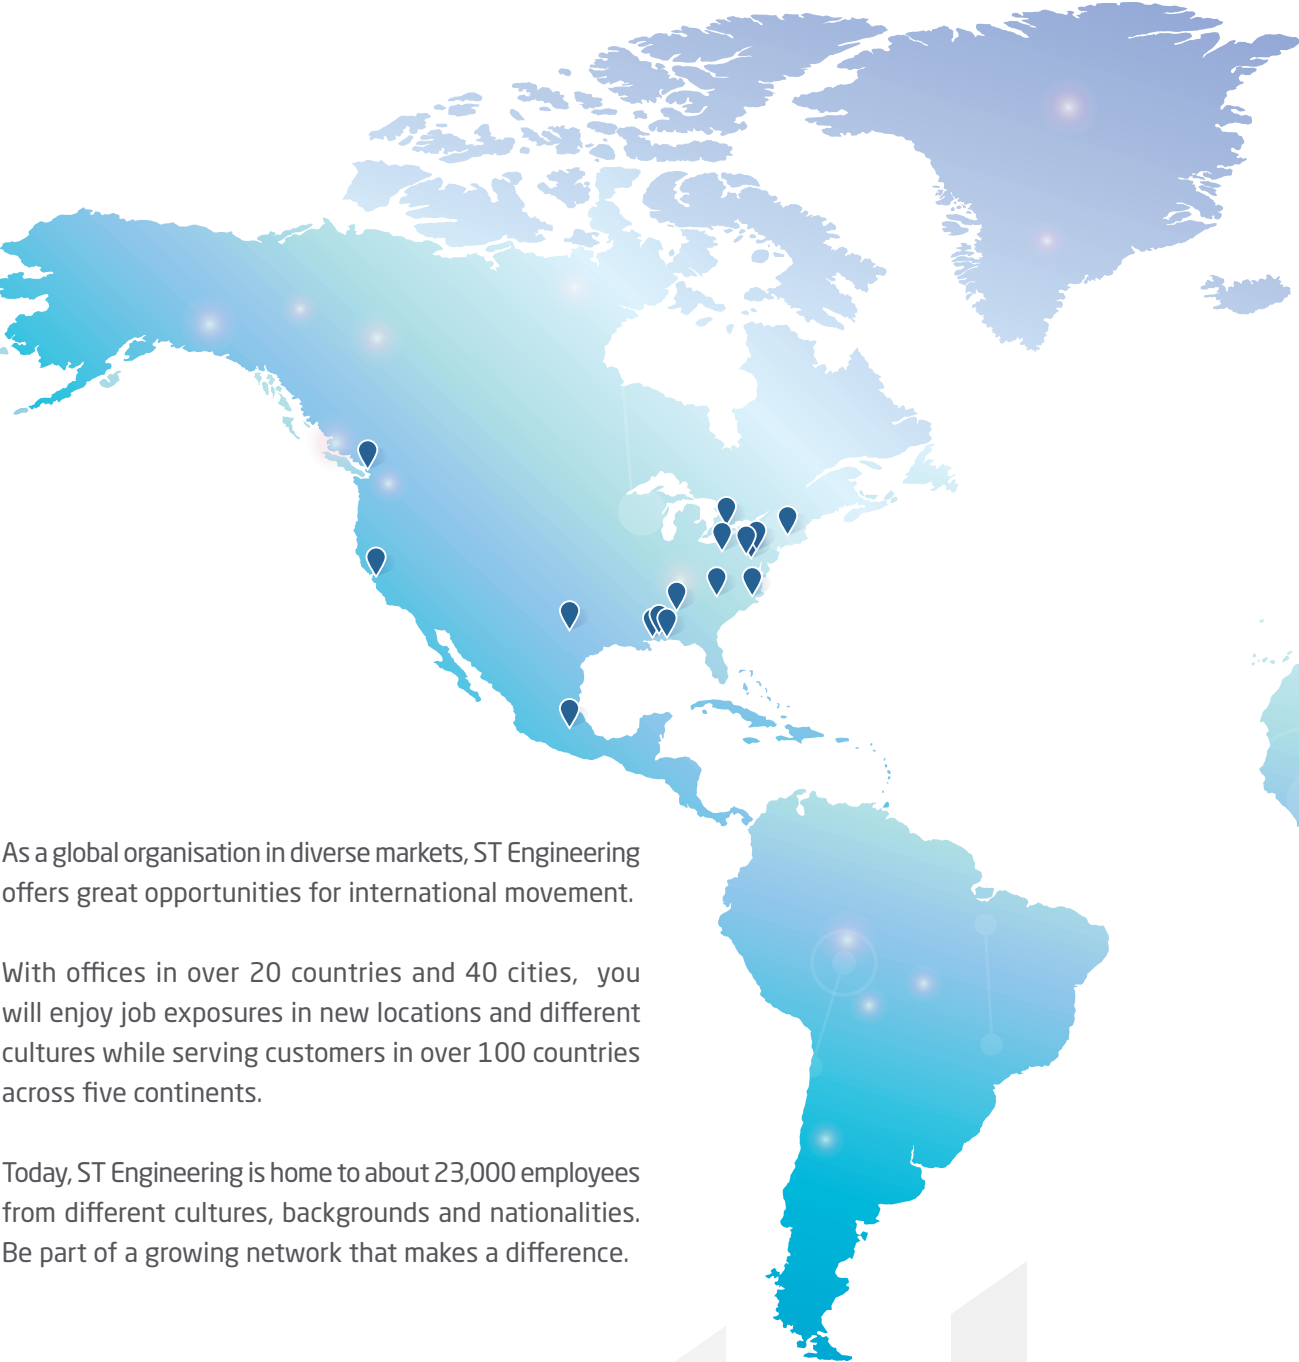 As a global organisation in diverse markets, ST Engineering
offers great opportunities for international movement.
With offices in over 20 countries and 40 cities, you
will enjoy job exposures in new locations and different
cultures while serving customers in over 100 countries
across five continents.
Today, ST Engineering is home to about 23,000 employees
from different cultures, backgrounds and nationalities.
Be part of a growing network that makes a difference.